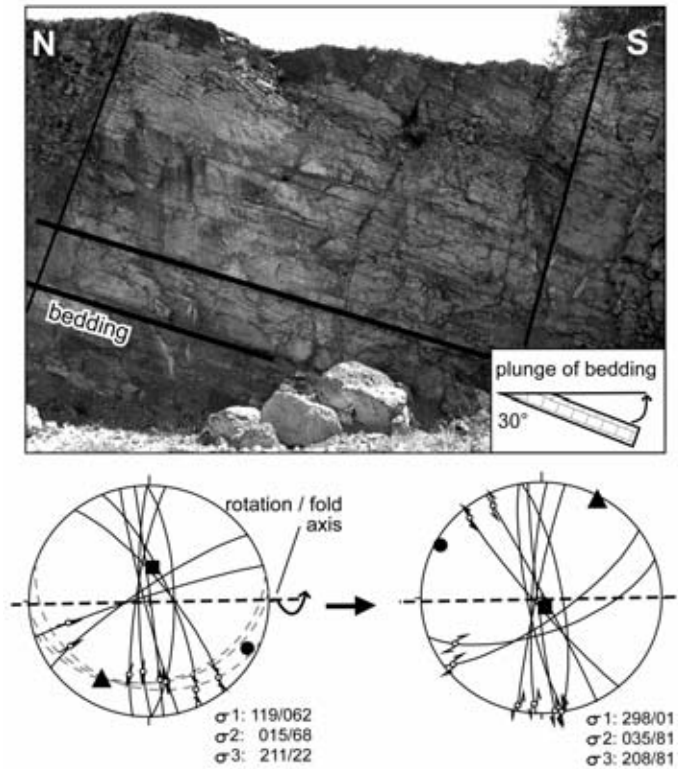 N
S
bedding
plunge of bedding
30°
rotation / fold
axis
σ1: 119/062
σ2: 015/68
σ3: 211/22
σ1: 298/01
σ2: 035/81
σ3: 208/81